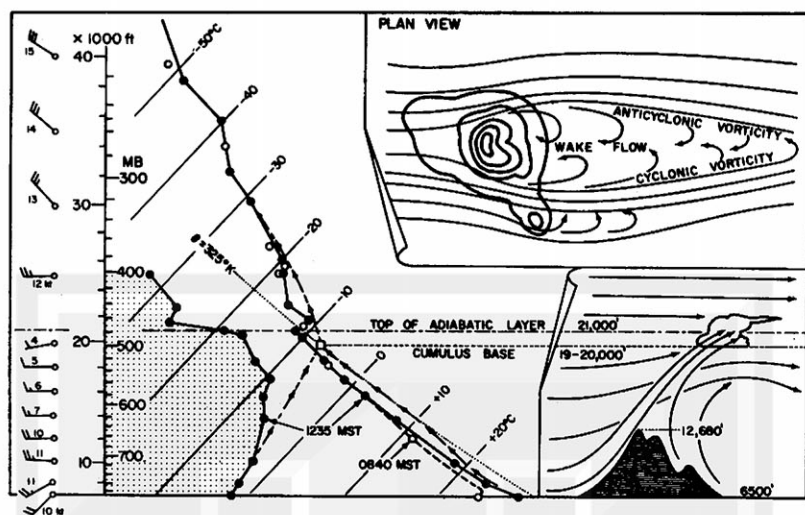 × 1000 ft
40
30
20
10
MB
300
400
500
600
700
15
14
13
12 kt
4
5
6
7
10
11
11
10 kt
-50°C
-40
-30
-20
-10
0
+10
+20°C
θ=325°K
1235 MST
0840 MST
TOP OF ADIABATIC LAYER
21,000'
CUMULUS BASE
19-20,000'
PLAN VIEW
ANTICYCLONIC VORTICITY
WAKE FLOW
CYCLONIC VORTICITY
12,680'
6500'